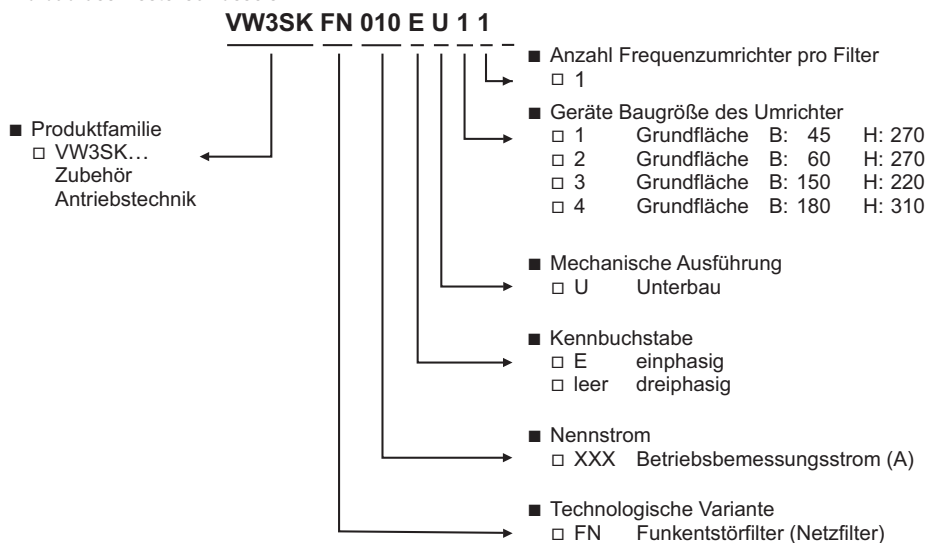 VW3SK FN 010 E U 1 1
■ Anzahl Frequenzumrichter pro Filter
□ 1
■ Geräte Baugröße des Umrichter
□ 1 Grundfläche B: 45 H: 270
□ 2 Grundfläche B: 60 H: 270
□ 3 Grundfläche B: 150 H: 220
□ 4 Grundfläche B: 180 H: 310
■ Produktfamilie
□ VW3SK...
Zubehör
Antriebstechnik
■ Mechanische Ausführung
□ U Unterbau
■ Kennbuchstabe
□ E einphasig
□ leer dreiphasig
■ Nennstrom
□ XXX Betriebsbemessungsstrom (A)
■ Technologische Variante
□ FN Funkentstörfilter (Netzfilter)